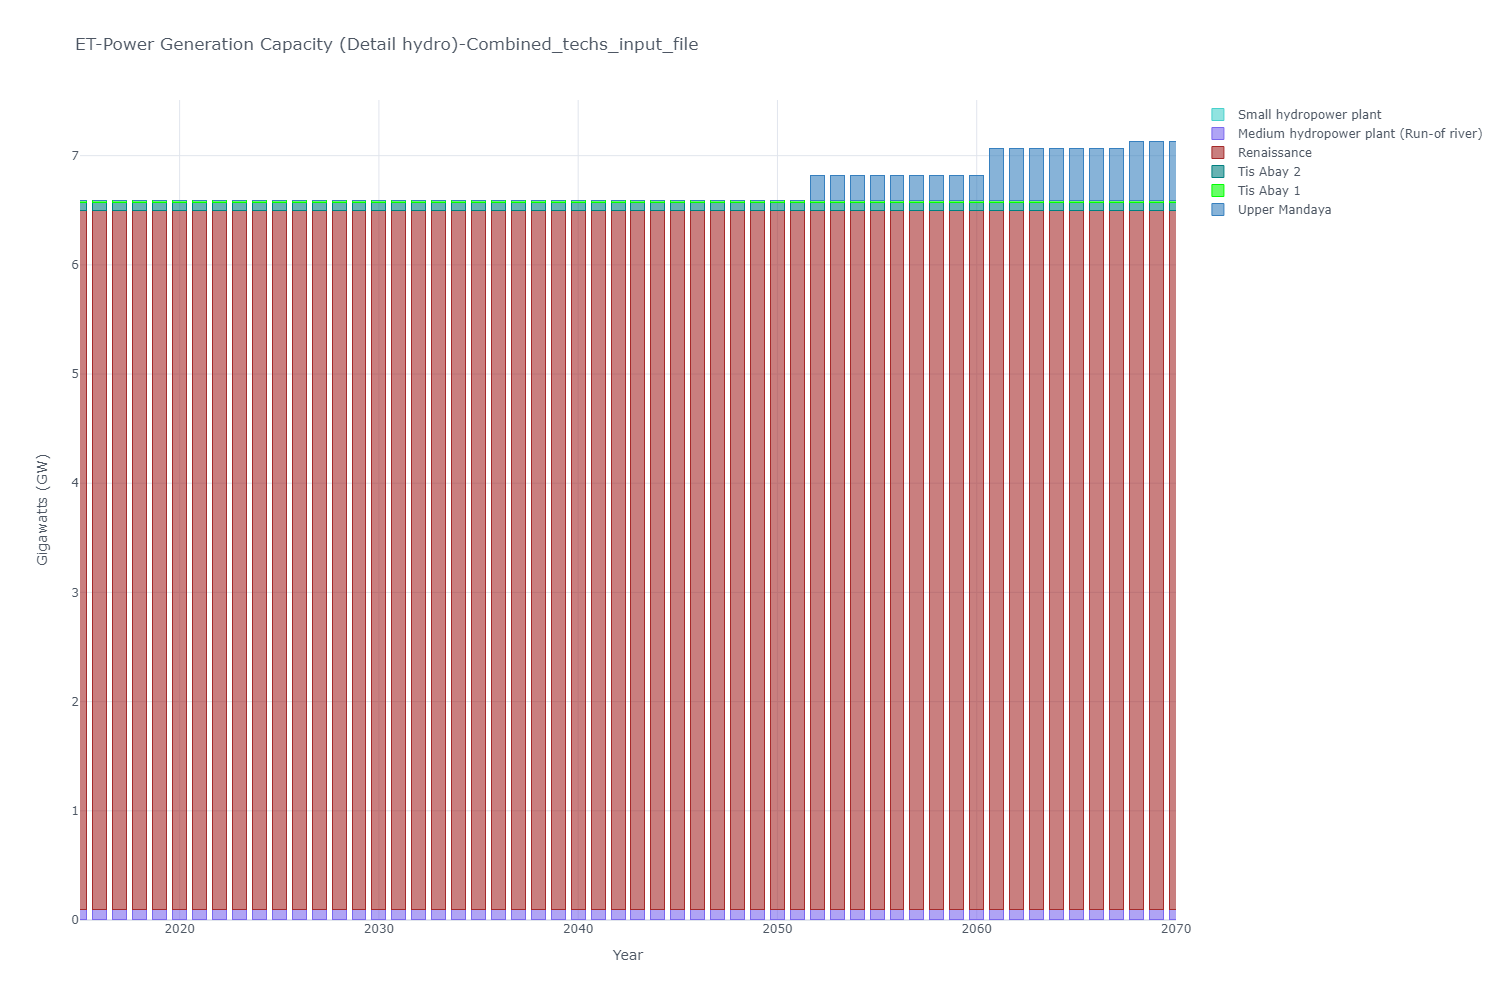 ET-Power Generation Capacity (Detail hydro)-Combined_techs_input_file
Small hydropower plant
Medium hydropower plant (Run-of river)
Renaissance
Tis Abay 2
Tis Abay 1
Upper Mandaya
7
6
5
4
3
2
1
0
Gigawatts (GW)
2020 2030 2040 2050 2060 2070
Year